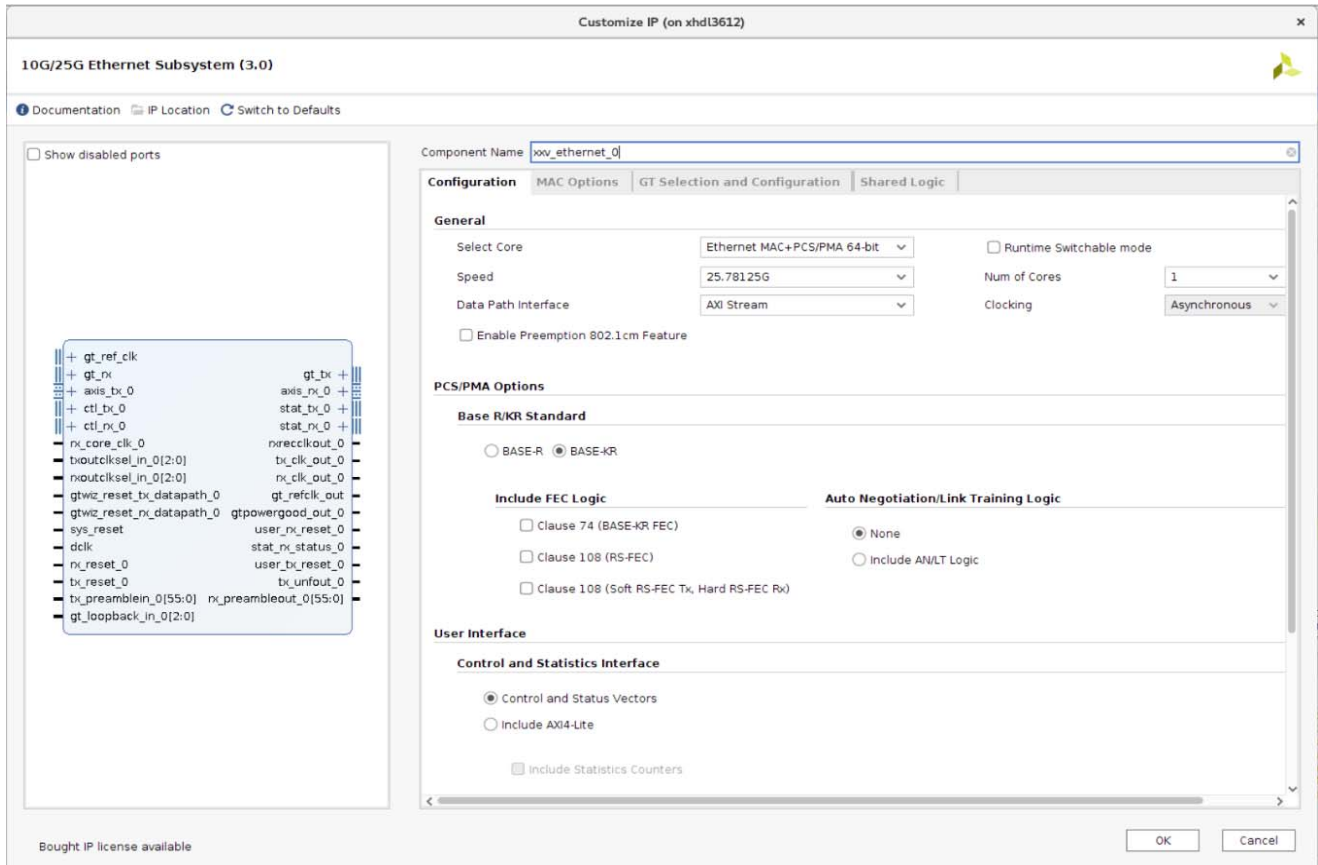 Customize IP (on xhdl3612)
10G/25G Ethernet Subsystem (3.0)
Documentation IP Location Switch to Defaults
Show disabled ports
gt_ref_clk
gt_rx gt_tx
axis_tx_0 axis_rx_0
ctl_tx_0 stat_tx_0
ctl_rx_0 stat_rx_0
rx_core_clk_0 rxrecclkout_0
txoutclksel_in_0[2:0] tx_clk_out_0
rxoutclksel_in_0[2:0] rx_clk_out_0
gtwiz_reset_tx_datapath_0 gt_refclk_out
gtwiz_reset_rx_datapath_0 gtpowergood_out_0
sys_reset user_rx_reset_0
dclk stat_rx_status_0
rx_reset_0 user_tx_reset_0
tx_reset_0 tx_unfout_0
tx_preamblein_0[55:0] rx_preambleout_0[55:0]
gt_loopback_in_0[2:0]
Component Name xxv_ethernet_0
Configuration MAC Options GT Selection and Configuration Shared Logic
General
Select Core Ethernet MAC+PCS/PMA 64-bit Runtime Switchable mode
Speed 25.78125G Num of Cores 1
Data Path Interface AXI Stream Clocking Asynchronous
Enable Preemption 802.1cm Feature
PCS/PMA Options
Base R/KR Standard
BASE-R BASE-KR
Include FEC Logic Auto Negotiation/Link Training Logic
Clause 74 (BASE-KR FEC) None
Clause 108 (RS-FEC) Include AN/LT Logic
Clause 108 (Soft RS-FEC Tx, Hard RS-FEC Rx)
User Interface
Control and Statistics Interface
Control and Status Vectors
Include AXI4-Lite
Include Statistics Counters
Bought IP license available
OK Cancel